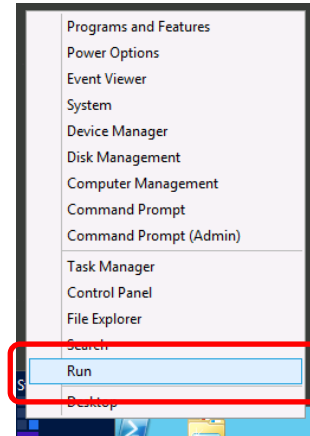 Programs and Features
Power Options
Event Viewer
System
Device Manager
Disk Management
Computer Management
Command Prompt
Command Prompt (Admin)
Task Manager
Control Panel
File Explorer
Search
Run
Desktop